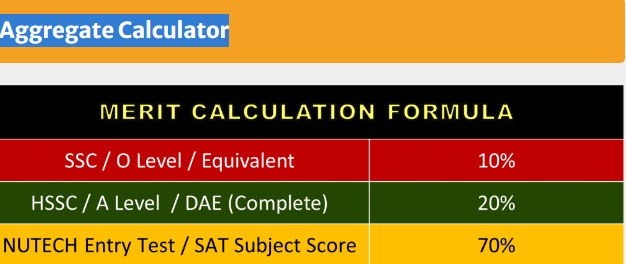 Aggregate Calculator
MERIT CALCULATION FORMULA
SSC / O Level / Equivalent 10%
HSSC / A Level / DAE (Complete) 20%
NUTECH Entry Test / SAT Subject Score 70%